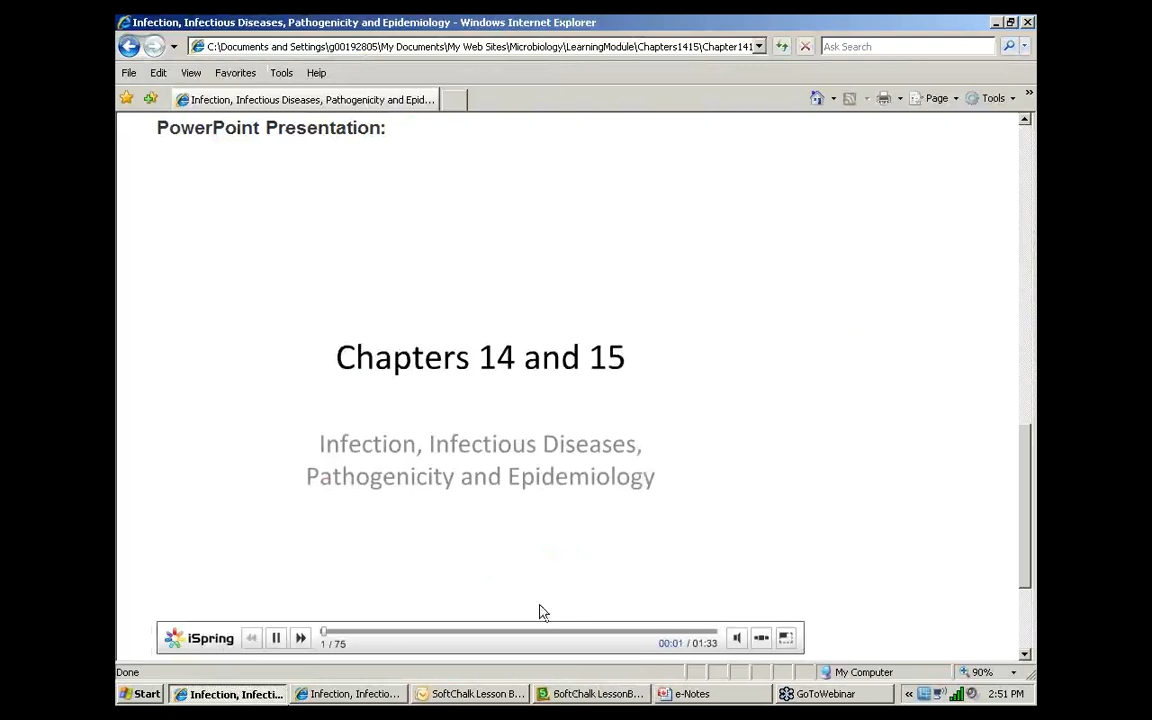 Infection, Infectious Diseases, Pathogenicity and Epidemiology - Windows Internet Explorer
C:\Documents and Settings\g00192805\My Documents\My Web Sites\Microbiology\LearningModule\Chapters1415\Chapter141
Ask Search
File Edit View Favorites Tools Help
Infection, Infectious Diseases, Pathogenicity and Epid...
Page Tools »
PowerPoint Presentation:
Chapters 14 and 15
Infection, Infectious Diseases,
Pathogenicity and Epidemiology
iSpring
1 / 75 00:01 / 01:33
Done My Computer 90%
Start Infection, Infecti... Infection, Infectio... SoftChalk Lesson B... SoftChalk LessonB... e-Notes GoToWebinar « 2:51 PM